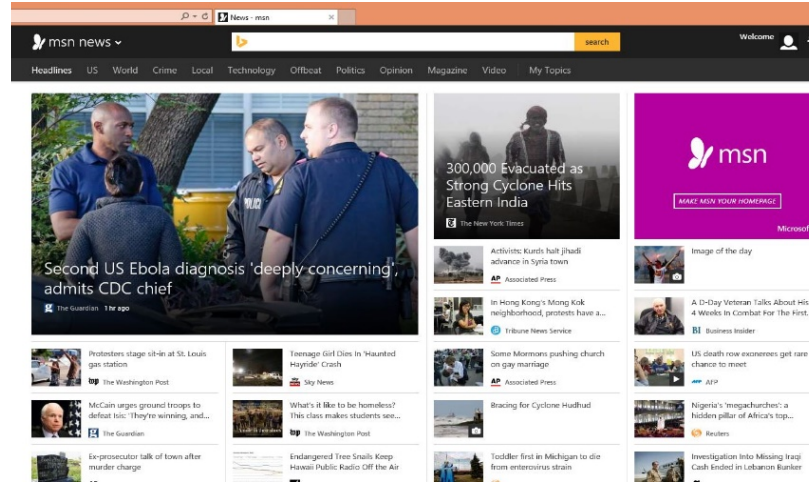 News - msn
msn news
search
Welcome
Headlines US World Crime Local Technology Offbeat Politics Opinion Magazine Video My Topics
Second US Ebola diagnosis 'deeply concerning',
admits CDC chief
The Guardian 1 hr ago
300,000 Evacuated as
Strong Cyclone Hits
Eastern India
The New York Times
msn
MAKE MSN YOUR HOMEPAGE
Microsof
Activists: Kurds halt jihadi
advance in Syria town
AP Associated Press
In Hong Kong's Mong Kok
neighborhood, protests have a...
Tribune News Service
Some Mormons pushing church
on gay marriage
AP Associated Press
Bracing for Cyclone Hudhud
Toddler first in Michigan to die
from enterovirus strain
Image of the day
A D-Day Veteran Talks About His
4 Weeks In Combat For The First.
BI Business Insider
US death row exonerees get rare
chance to meet
AFP AFP
Nigeria's 'megachurches': a
hidden pillar of Africa's top...
Reuters
Investigation Into Missing Iraqi
Cash Ended in Lebanon Bunker
Protesters stage sit-in at St. Louis
gas station
wp The Washington Post
McCain urges ground troops to
defeat Isis: 'They're winning, and...
The Guardian
Ex-prosecutor talk of town after
murder charge
Teenage Girl Dies In 'Haunted
Hayride' Crash
Sky News
What's it like to be homeless?
This class makes students see...
wp The Washington Post
Endangered Tree Snails Keep
Hawaii Public Radio Off the Air